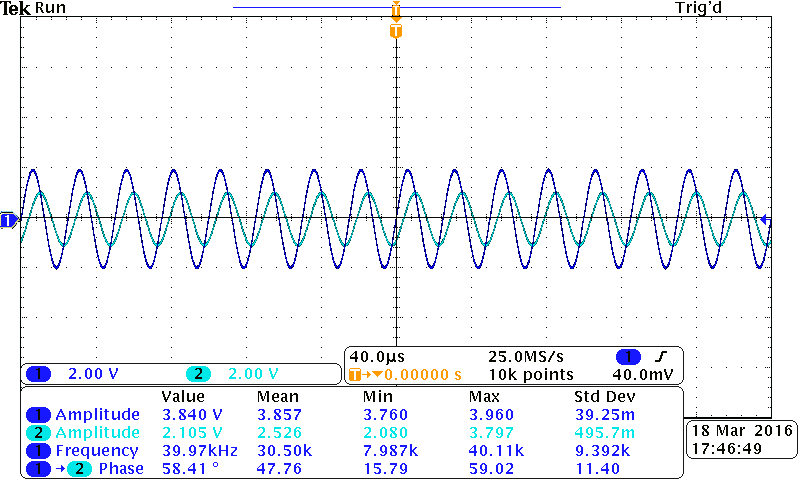 Tek Run Trig'd
T
T
1
1 2.00 V 2 2.00 V
40.0µs 25.0MS/s 1
T→▼0.00000 s 10k points 40.0mV
Value Mean Min Max Std Dev
1 Amplitude 3.840 V 3.857 3.760 3.960 39.25m
2 Amplitude 2.105 V 2.526 2.080 3.797 495.7m
1 Frequency 39.97kHz 30.50k 7.987k 40.11k 9.392k
1 → 2 Phase 58.41 ° 47.76 15.79 59.02 11.40
18 Mar 2016
17:46:49